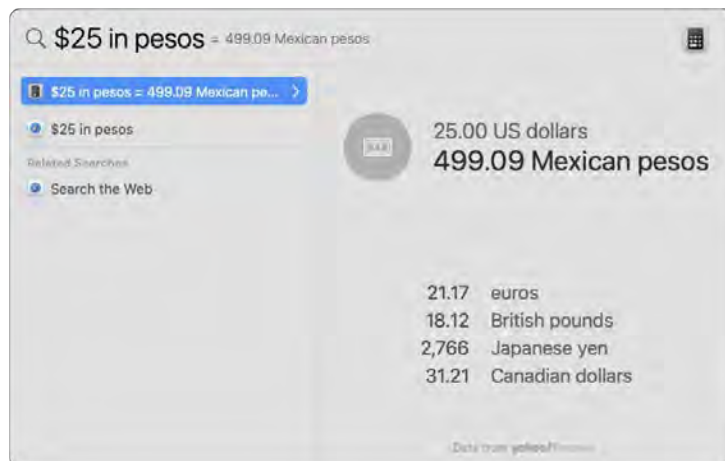 $25 in pesos = 499.09 Mexican pesos
$25 in pesos = 499.09 Mexican pe...
$25 in pesos
Related Searches
Search the Web
25.00 US dollars
499.09 Mexican pesos
21.17 euros
18.12 British pounds
2,766 Japanese yen
31.21 Canadian dollars
Data from yahoo!